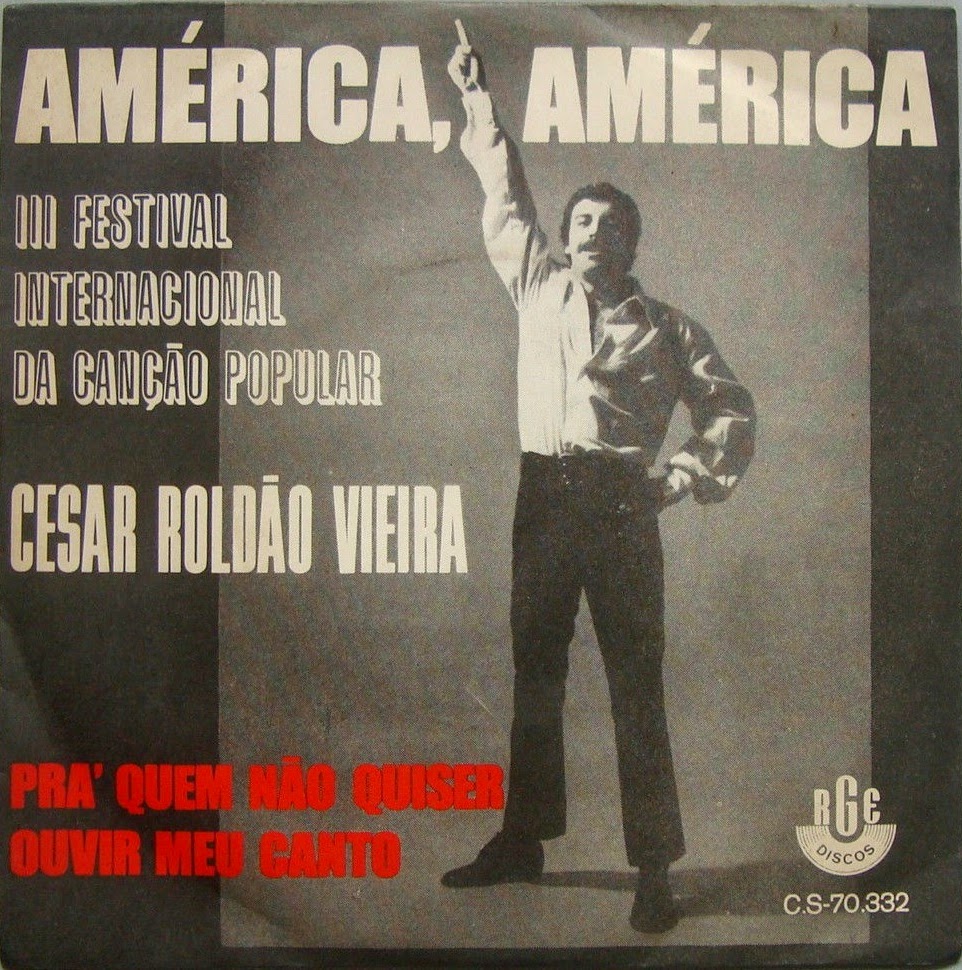 AMÉRICA, AMÉRICA
III FESTIVAL
INTERNACIONAL
DA CANÇÃO POPULAR
CESAR ROLDÃO VIEIRA
PRA' QUEM NÃO QUISER
OUVIR MEU CANTO
RGE
DISCOS
C.S-70.332